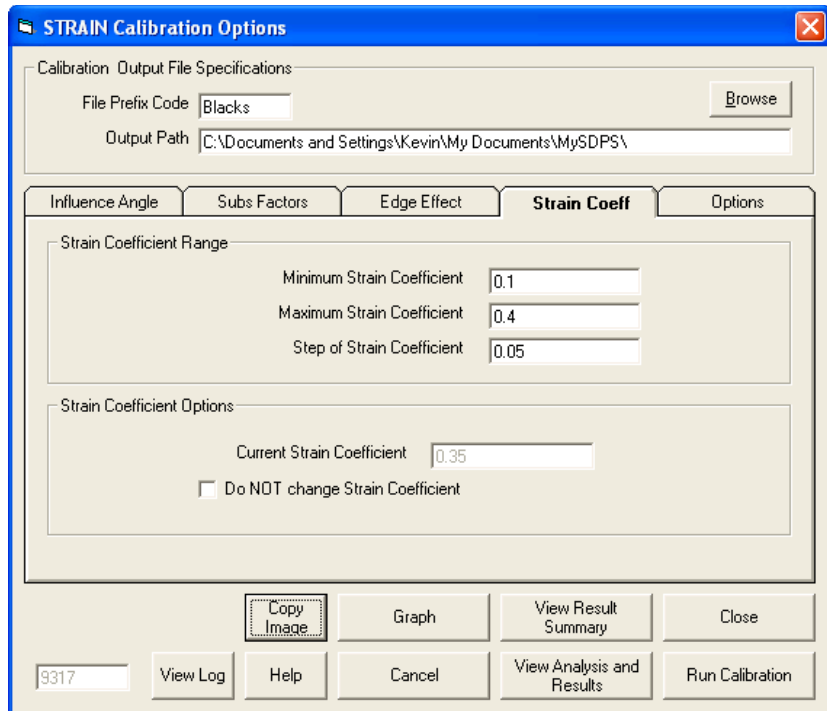 STRAIN Calibration Options
Calibration Output File Specifications
File Prefix Code Blacks
Browse
Output Path C:\Documents and Settings\Kevin\My Documents\MySDPS\
Influence Angle Subs Factors Edge Effect Strain Coeff Options
Strain Coefficient Range
Minimum Strain Coefficient 0.1
Maximum Strain Coefficient 0.4
Step of Strain Coefficient 0.05
Strain Coefficient Options
Current Strain Coefficient 0.35
Do NOT change Strain Coefficient
Copy
Image
Graph
View Result
Summary
Close
9317
View Log
Help
Cancel
View Analysis and
Results
Run Calibration